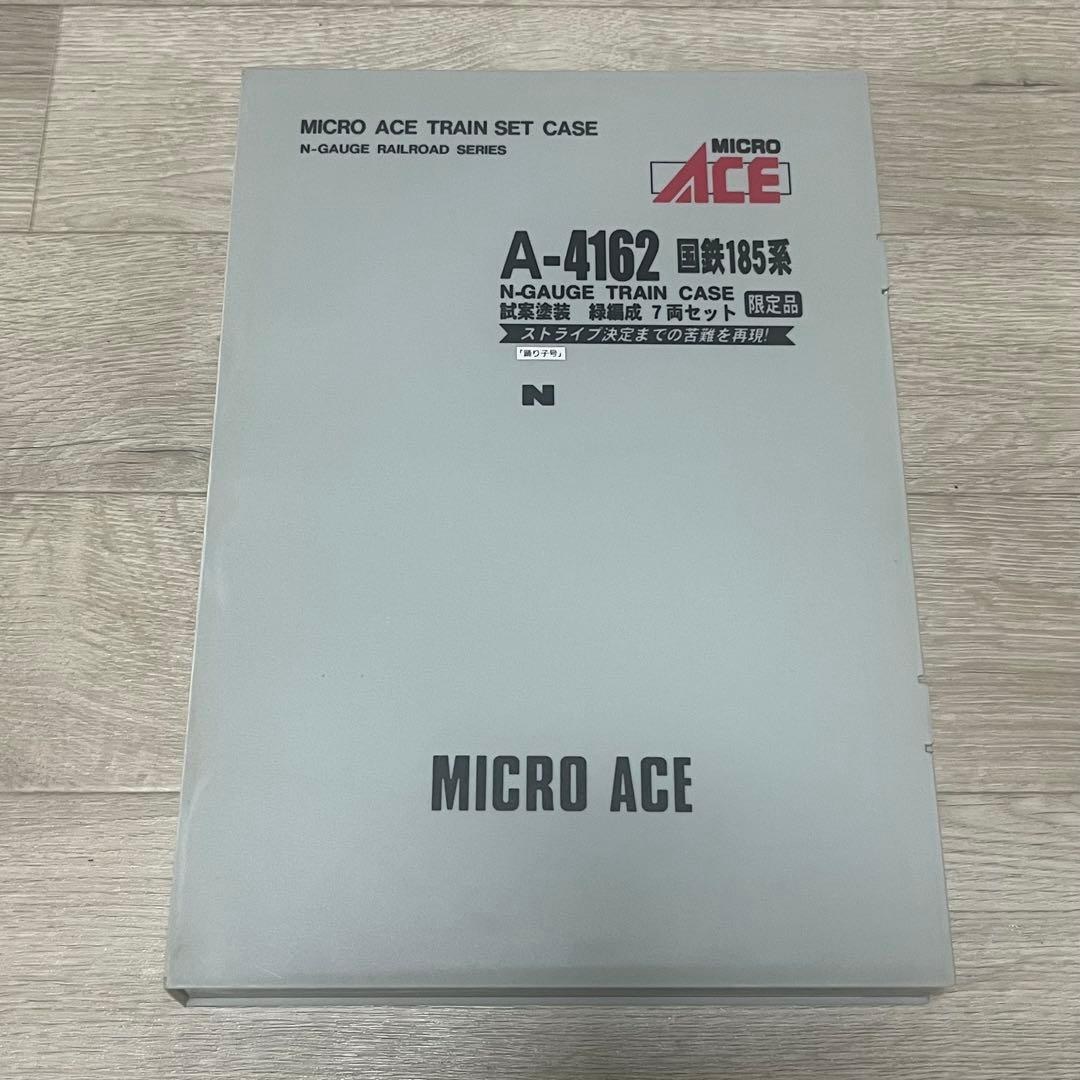 MICRO ACE TRAIN SET CASE
N-GAUGE RAILROAD SERIES
MICRO
ACE
A-4162 国鉄185系
N-GAUGE TRAIN CASE
試案塗装 緑編成 7両セット 限定品
ストライプ決定までの苦難を再現!
「踊り子号」
N
MICRO ACE